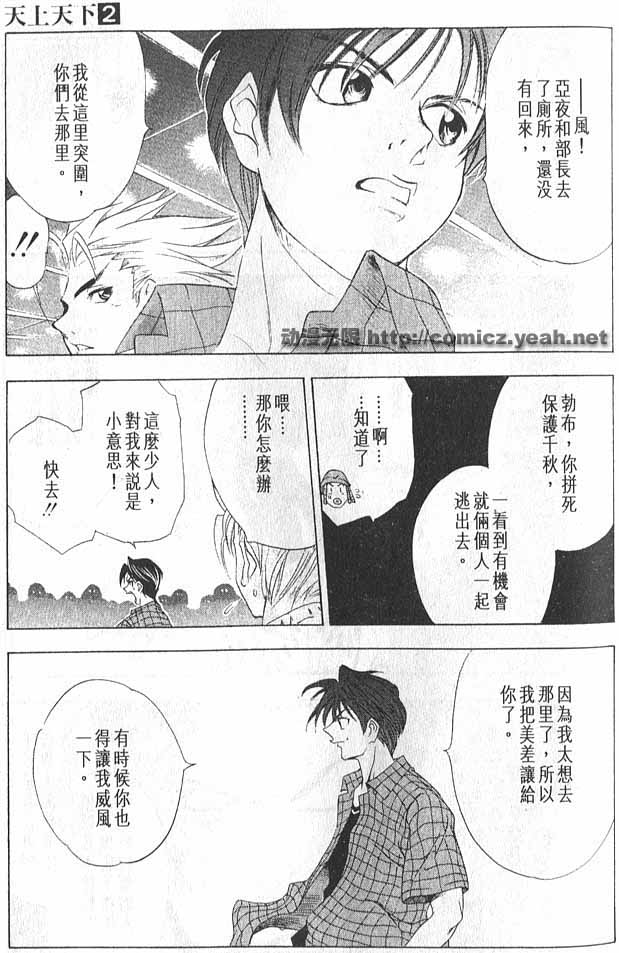 天上天下2
——風！
亞夜和部長去
了廁所，還没
有回來，
我從這里突圍，
你們去那里。
!!
动漫无限 http://comicz.yeah.net
勃布，你拼死
保護千秋，
一看到有機會
就倆個人一起
逃出去。
……啊…
…知道了
喂……
那你怎麼辦
……
這麼少人，
對我來説是
小意思！
快去!!
因為我太想去
那里了，所以
我把美差讓給
你了。
有時候你也
得讓我威風
一下。